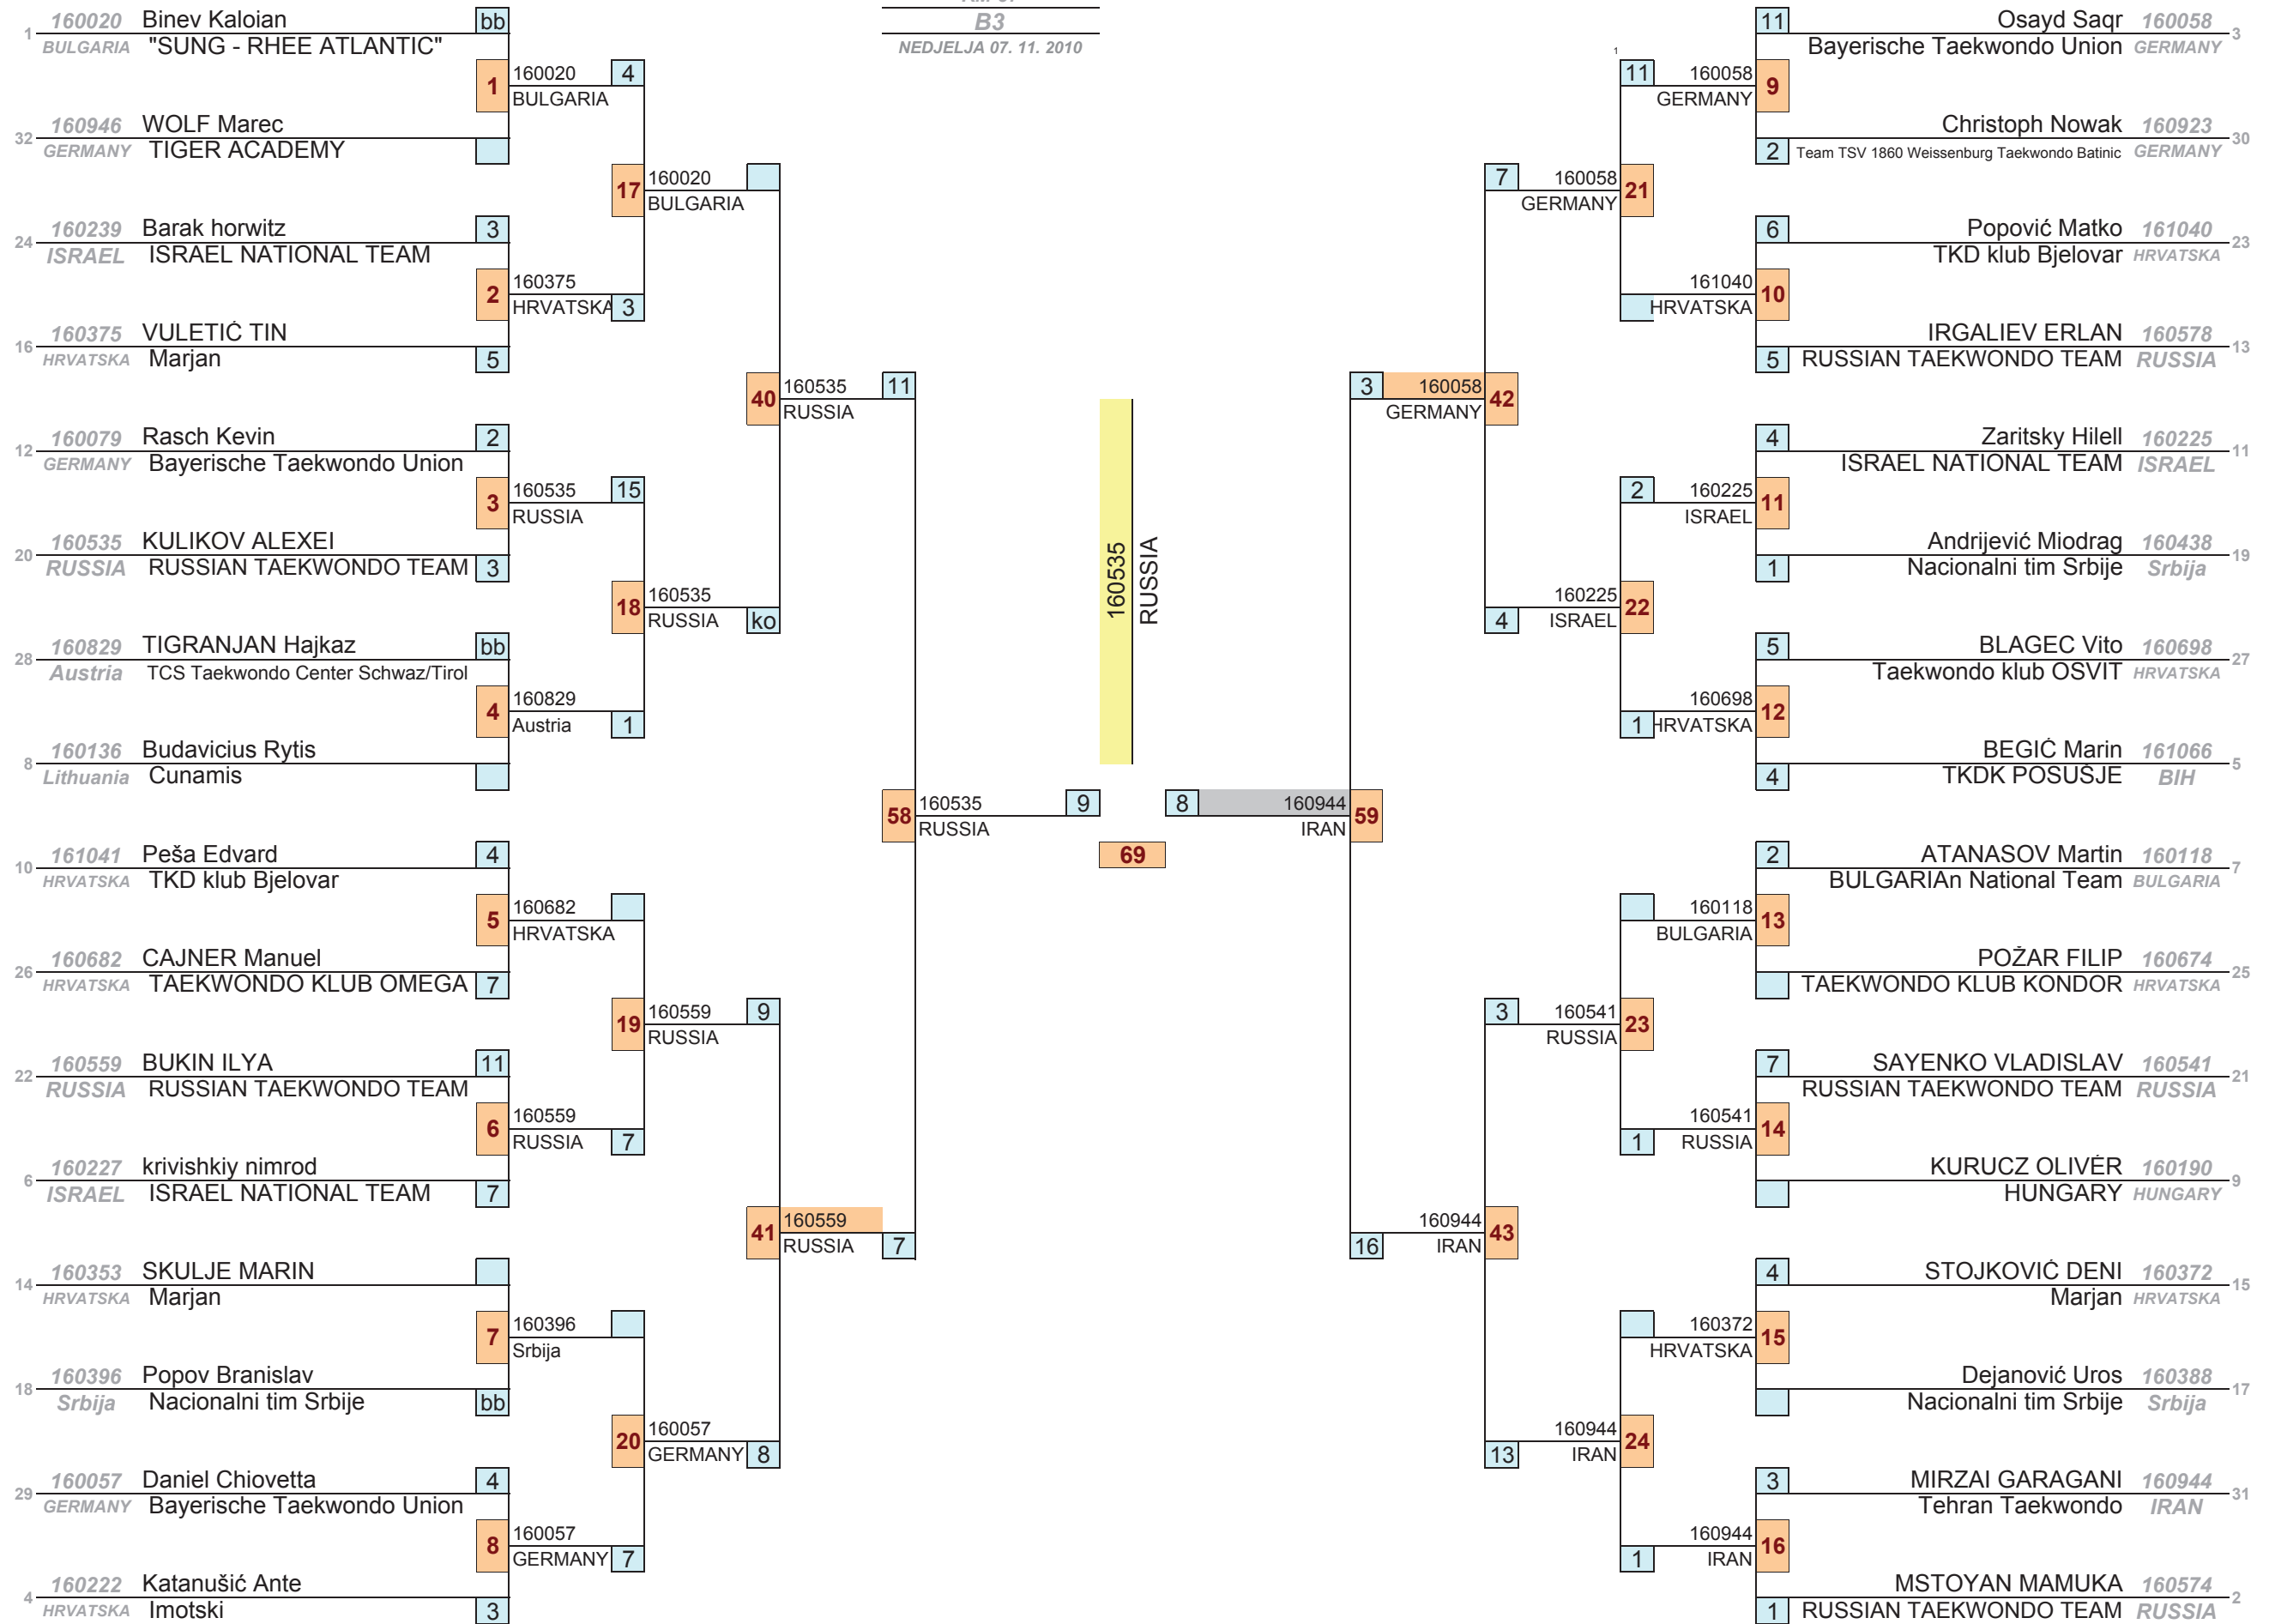 B3
NEDJELJA 07. 11. 2010
1 160020 Binev Kaloian bb
BULGARIA "SUNG - RHEE ATLANTIC"
1 160020 4
BULGARIA
32 160946 WOLF Marec
GERMANY TIGER ACADEMY
17 160020
BULGARIA
24 160239 Barak horwitz 3
ISRAEL ISRAEL NATIONAL TEAM
2 160375
HRVATSKA 3
16 160375 VULETIĆ TIN
HRVATSKA Marjan 5
40 160535 11
RUSSIA
12 160079 Rasch Kevin 2
GERMANY Bayerische Taekwondo Union
3 160535 15
RUSSIA
20 160535 KULIKOV ALEXEI
RUSSIA RUSSIAN TAEKWONDO TEAM 3
18 160535
RUSSIA ko
28 160829 TIGRANJAN Hajkaz bb
Austria TCS Taekwondo Center Schwaz/Tirol
4 160829
Austria 1
8 160136 Budavicius Rytis
Lithuania Cunamis
58 160535 9
RUSSIA
10 161041 Peša Edvard 4
HRVATSKA TKD klub Bjelovar
5 160682
HRVATSKA
26 160682 CAJNER Manuel
HRVATSKA TAEKWONDO KLUB OMEGA 7
19 160559 9
RUSSIA
22 160559 BUKIN ILYA 11
RUSSIA RUSSIAN TAEKWONDO TEAM
6 160559
RUSSIA 7
6 160227 krivishkiy nimrod
ISRAEL ISRAEL NATIONAL TEAM 7
41 160559
RUSSIA 7
14 160353 SKULJE MARIN
HRVATSKA Marjan
7 160396
Srbija
18 160396 Popov Branislav
Srbija Nacionalni tim Srbije bb
20 160057
GERMANY 8
29 160057 Daniel Chiovetta 4
GERMANY Bayerische Taekwondo Union
8 160057
GERMANY 7
4 160222 Katanušić Ante
HRVATSKA Imotski 3
160535
RUSSIA
69
1
11 Osayd Saqr 160058 3
Bayerische Taekwondo Union GERMANY
11 160058 9
GERMANY
Christoph Nowak 160923 30
2 Team TSV 1860 Weissenburg Taekwondo Batinic GERMANY
7 160058 21
GERMANY
6 Popović Matko 161040 23
TKD klub Bjelovar HRVATSKA
161040 10
HRVATSKA
IRGALIEV ERLAN 160578 13
5 RUSSIAN TAEKWONDO TEAM RUSSIA
3 160058 42
GERMANY
4 Zaritsky Hilell 160225 11
ISRAEL NATIONAL TEAM ISRAEL
2 160225 11
ISRAEL
Andrijević Miodrag 160438 19
1 Nacionalni tim Srbije Srbija
160225 22
4 ISRAEL
5 BLAGEC Vito 160698 27
Taekwondo klub OSVIT HRVATSKA
160698 12
1 HRVATSKA
BEGIĆ Marin 161066 5
4 TKDK POSUŠJE BIH
8 160944 59
IRAN
2 ATANASOV Martin 160118 7
BULGARIAn National Team BULGARIA
160118 13
BULGARIA
POŽAR FILIP 160674 25
TAEKWONDO KLUB KONDOR HRVATSKA
3 160541 23
RUSSIA
7 SAYENKO VLADISLAV 160541 21
RUSSIAN TAEKWONDO TEAM RUSSIA
160541 14
1 RUSSIA
KURUCZ OLIVÉR 160190 9
HUNGARY HUNGARY
160944 43
16 IRAN
4 STOJKOVIĆ DENI 160372 15
Marjan HRVATSKA
160372 15
HRVATSKA
Dejanović Uros 160388 17
Nacionalni tim Srbije Srbija
160944 24
13 IRAN
3 MIRZAI GARAGANI 160944 31
Tehran Taekwondo IRAN
160944 16
1 IRAN
MSTOYAN MAMUKA 160574 2
1 RUSSIAN TAEKWONDO TEAM RUSSIA